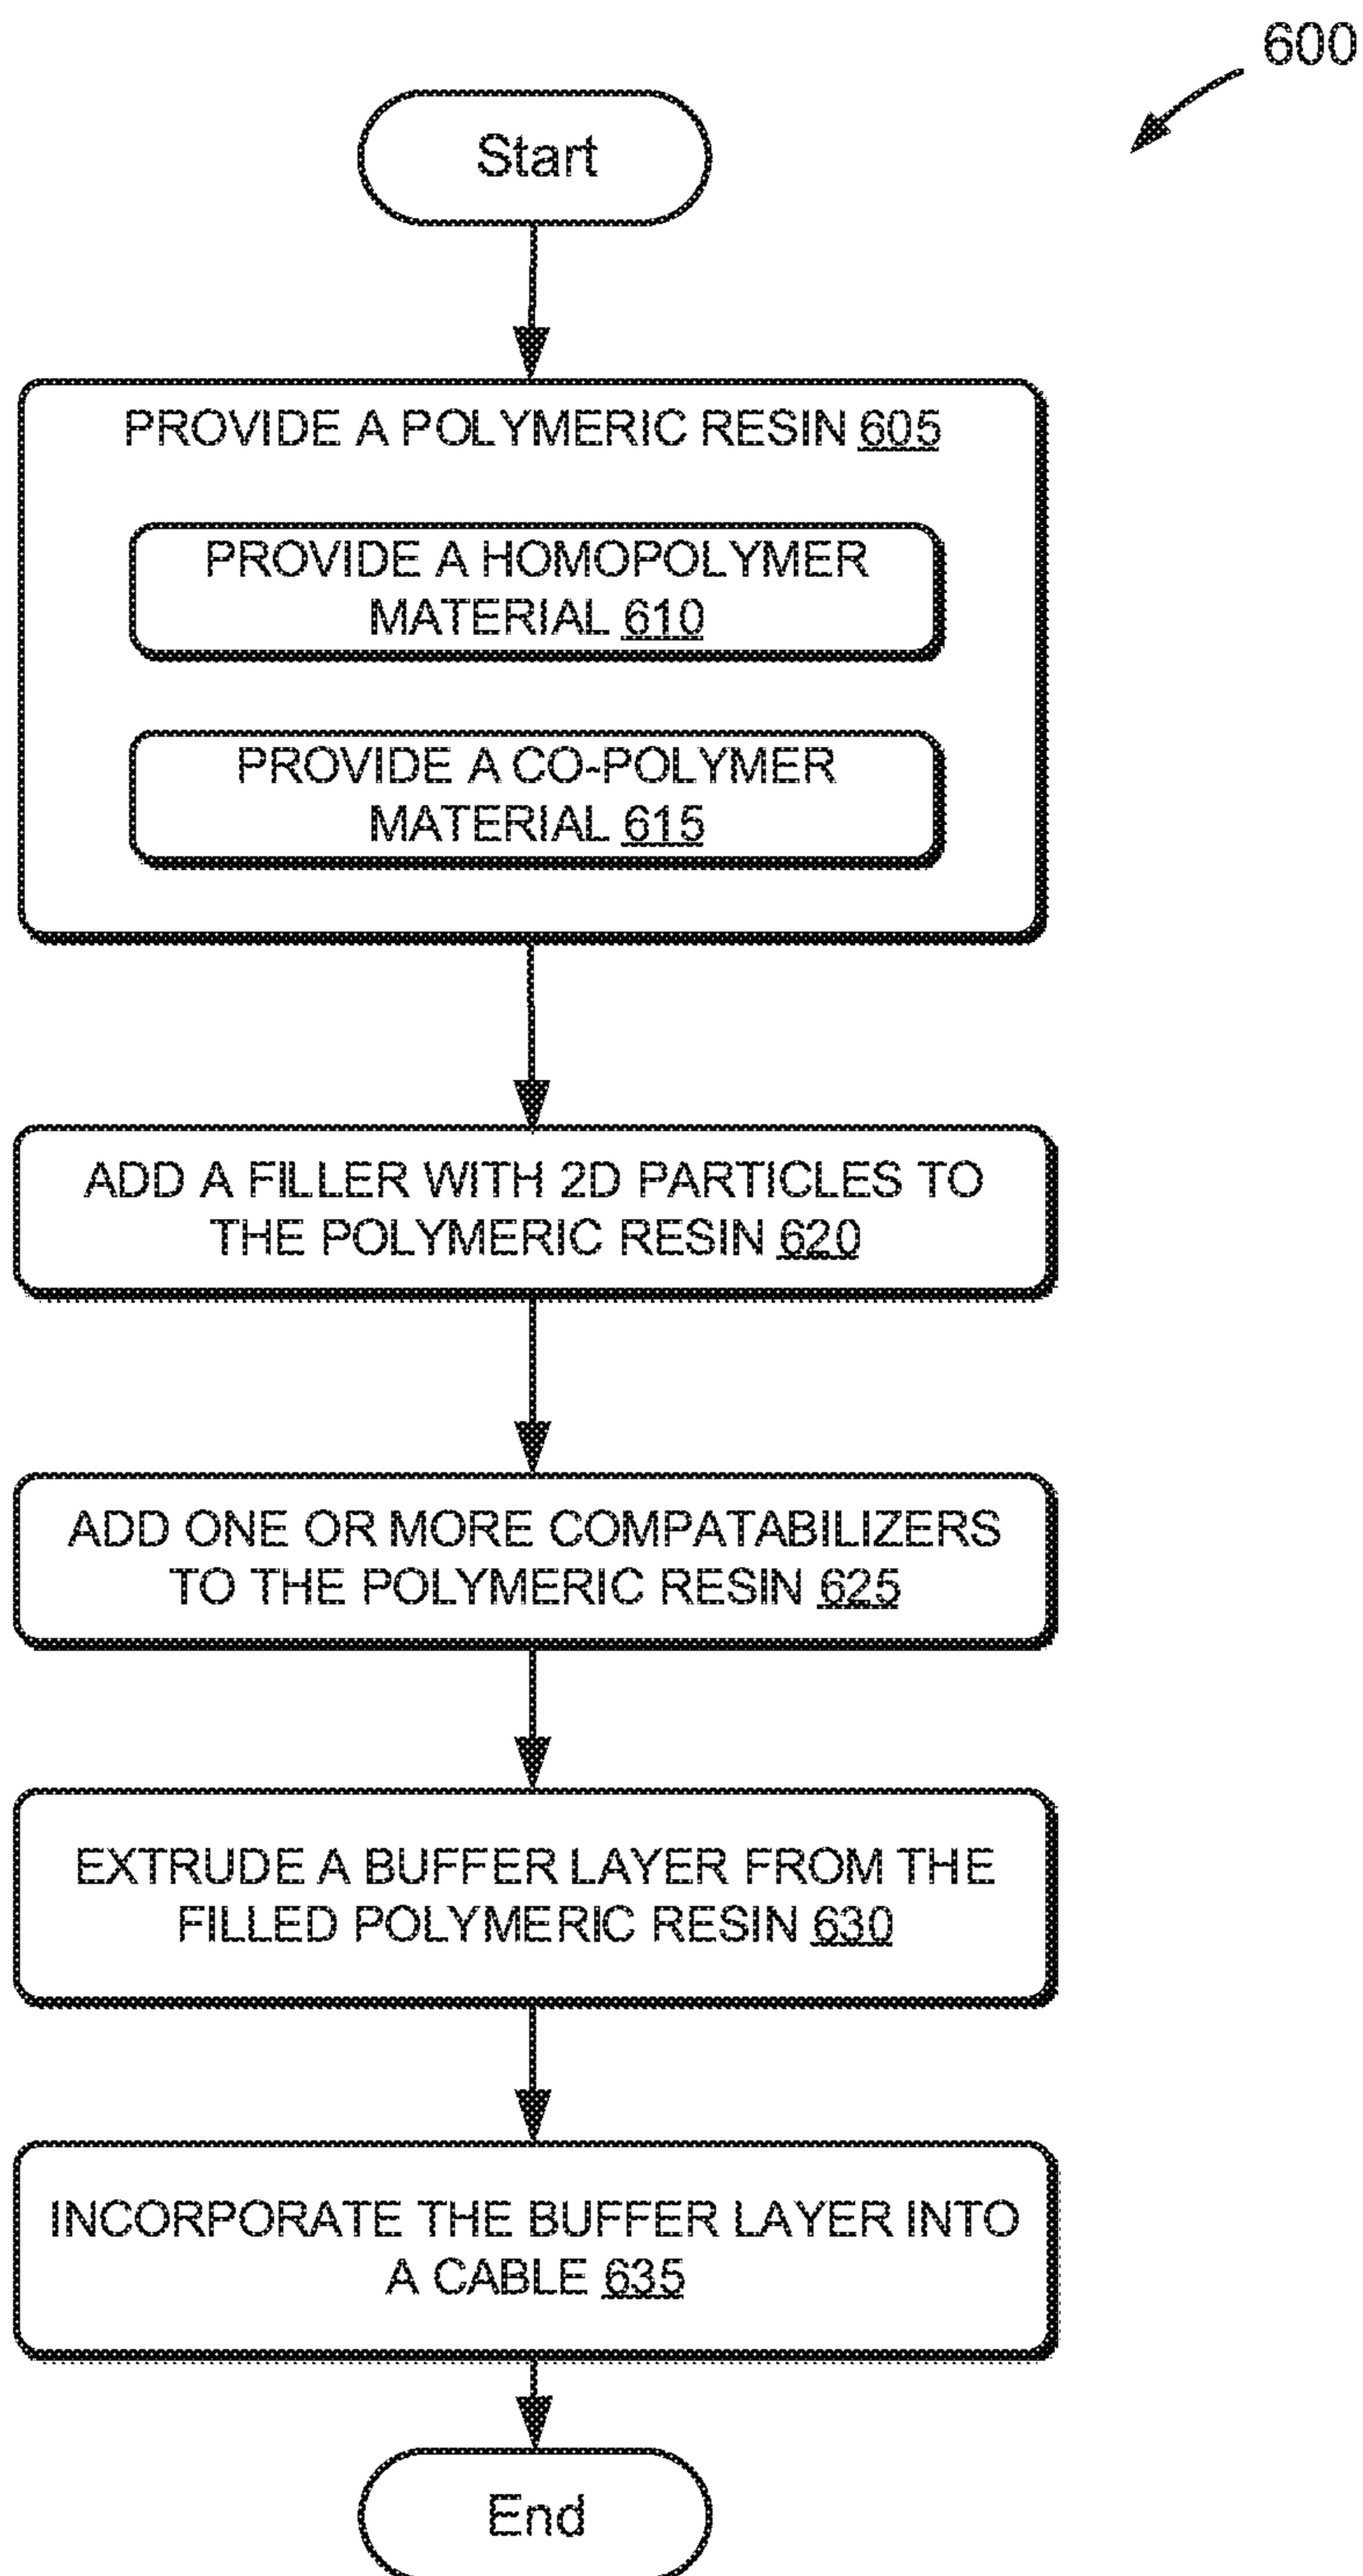 600
Start
PROVIDE A POLYMERIC RESIN 605
PROVIDE A HOMOPOLYMER
MATERIAL 610
PROVIDE A CO-POLYMER
MATERIAL 615
ADD A FILLER WITH 2D PARTICLES TO
THE POLYMERIC RESIN 620
ADD ONE OR MORE COMPATABILIZERS
TO THE POLYMERIC RESIN 625
EXTRUDE A BUFFER LAYER FROM THE
FILLED POLYMERIC RESIN 630
INCORPORATE THE BUFFER LAYER INTO
A CABLE 635
End